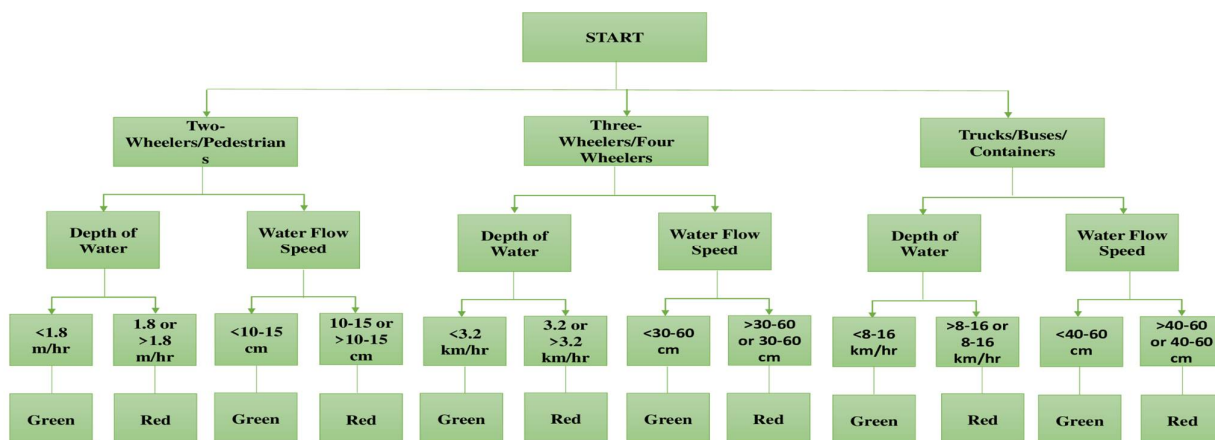 START
Two-
Wheelers/Pedestrian
s
Three-
Wheelers/Four
Wheelers
Trucks/Buses/
Containers
Depth of
Water
Water Flow
Speed
Depth of
Water
Water Flow
Speed
Depth of
Water
Water Flow
Speed
<1.8
m/hr
1.8 or
>1.8
m/hr
<10-15
cm
10-15 or
>10-15
cm
<3.2
km/hr
3.2 or
>3.2
km/hr
<30-60
cm
>30-60
or 30-60
cm
<8-16
km/hr
>8-16 or
8-16
km/hr
<40-60
cm
>40-60
or 40-60
cm
Green
Red
Green
Red
Green
Red
Green
Red
Green
Red
Green
Red